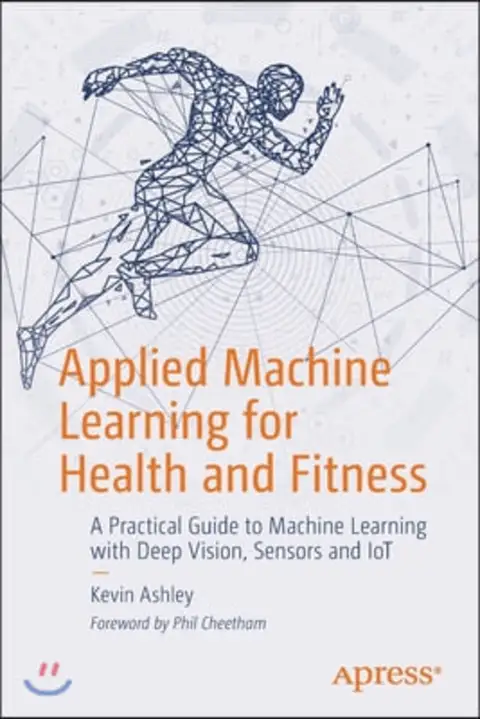 Applied Machine
Learning for
Health and Fitness
A Practical Guide to Machine Learning
with Deep Vision, Sensors and IoT
Kevin Ashley
Foreword by Phil Cheetham
Apress®